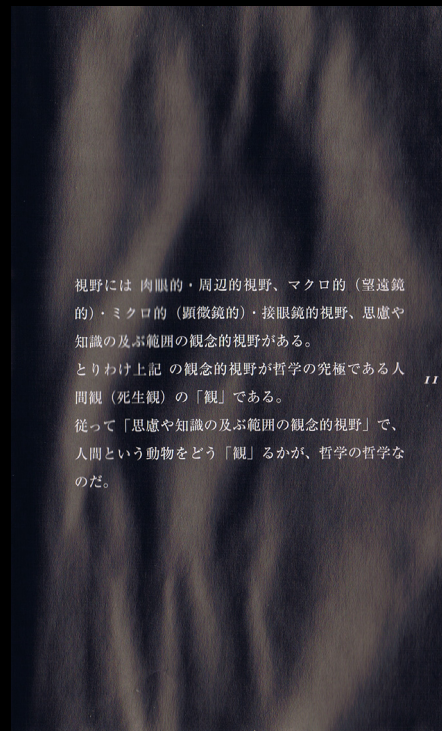 視野には 肉眼的・周辺的視野、マクロ的（望遠鏡
的）・ミクロ的（顕微鏡的）・接眼鏡的視野、思慮や
知識の及ぶ範囲の観念的視野がある。
とりわけ上記 の観念的視野が哲学の究極である人
間観（死生観）の「観」である。
従って「思慮や知識の及ぶ範囲の観念的視野」で、
人間という動物をどう「観」るかが、哲学の哲学な
のだ。
11